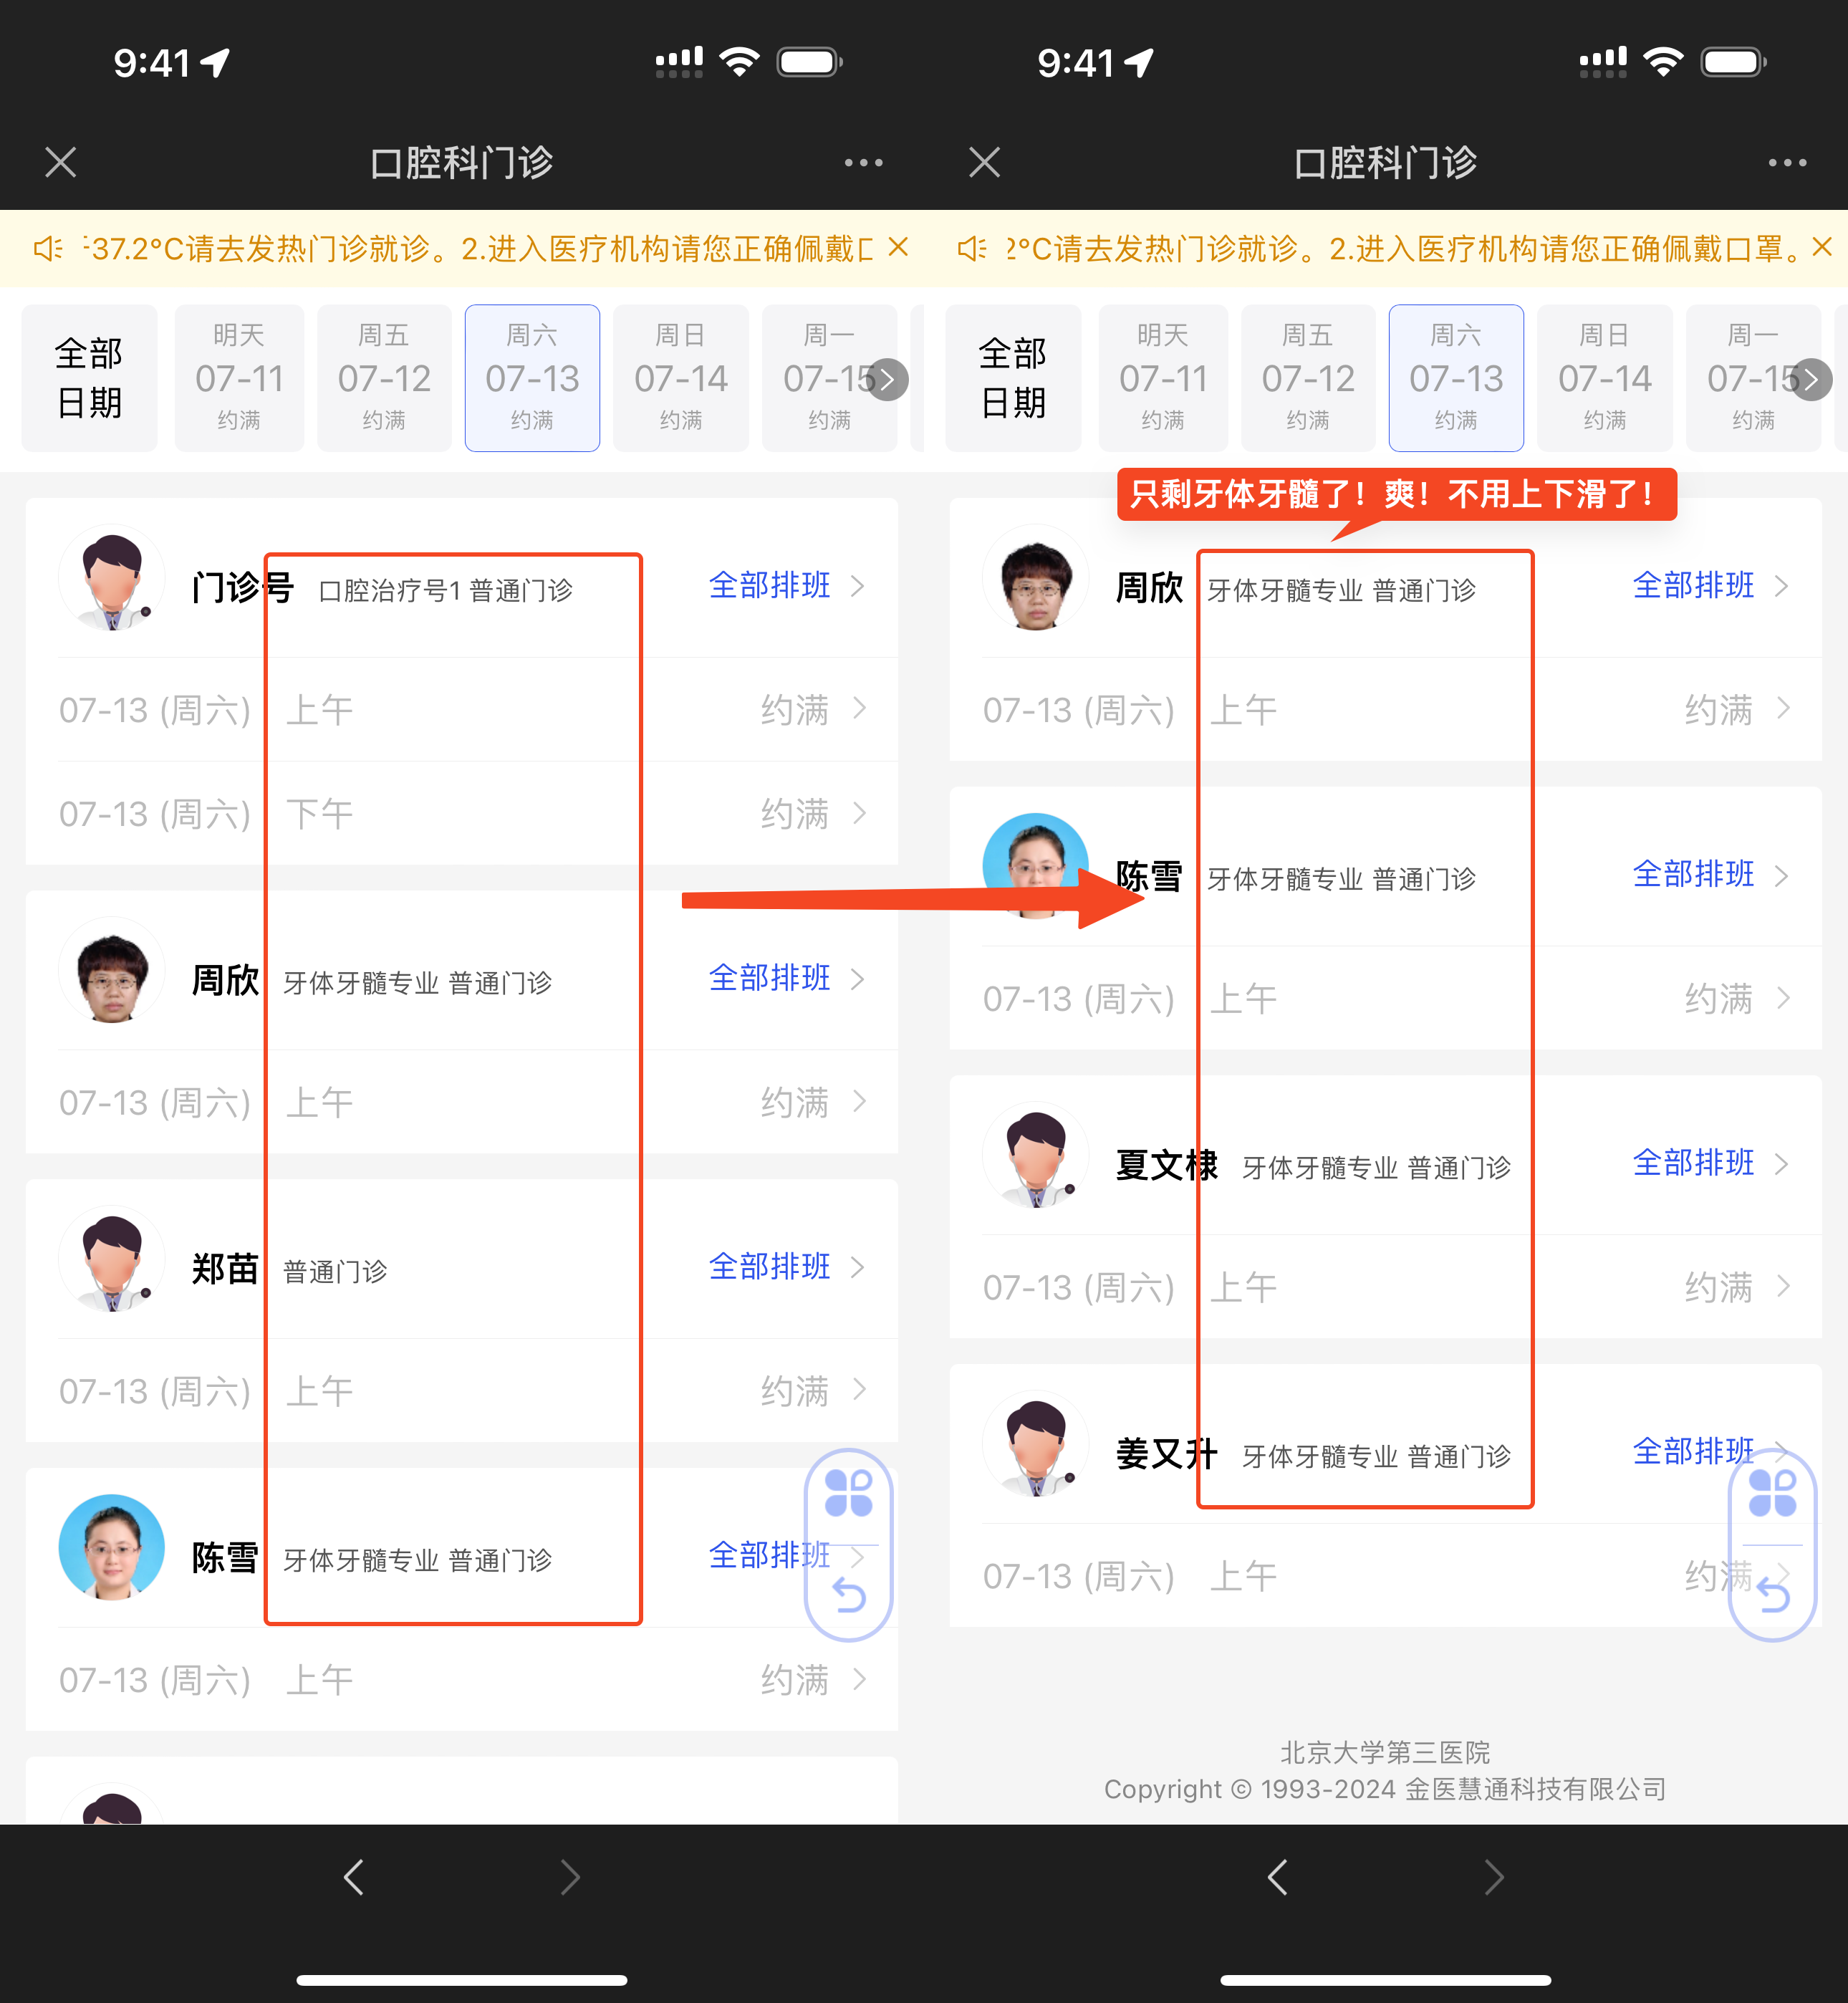 9:41
口腔科门诊
37.2°C请去发热门诊就诊。2.进入医疗机构请您正确佩戴
全部
日期
明天
07-11
约满
周五
07-12
约满
周六
07-13
约满
周日
07-14
约满
周一
07-15
约满
门诊号 口腔治疗号1 普通门诊 全部排班
07-13 (周六) 上午 约满
07-13 (周六) 下午 约满
周欣 牙体牙髓专业 普通门诊 全部排班
07-13 (周六) 上午 约满
郑苗 普通门诊 全部排班
07-13 (周六) 上午 约满
陈雪 牙体牙髓专业 普通门诊 全部排班
07-13 (周六) 上午 约满
9:41
口腔科门诊
2°C请去发热门诊就诊。2.进入医疗机构请您正确佩戴口罩。
全部
日期
明天
07-11
约满
周五
07-12
约满
周六
07-13
约满
周日
07-14
约满
周一
07-15
约满
只剩牙体牙髓了！爽！不用上下滑了！
周欣 牙体牙髓专业 普通门诊 全部排班
07-13 (周六) 上午 约满
陈雪 牙体牙髓专业 普通门诊 全部排班
07-13 (周六) 上午 约满
夏文棣 牙体牙髓专业 普通门诊 全部排班
07-13 (周六) 上午 约满
姜又升 牙体牙髓专业 普通门诊 全部排班
07-13 (周六) 上午 约满
北京大学第三医院
Copyright © 1993-2024 金医慧通科技有限公司